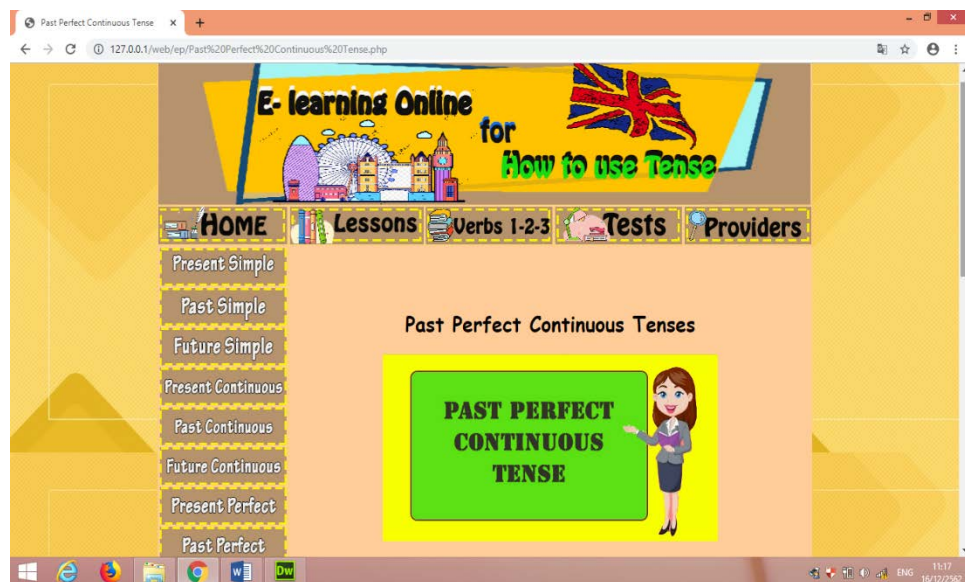 Past Perfect Continuous Tense
127.0.0.1/web/ep/Past%20Perfect%20Continuous%20Tense.php
E- learning Online
for
How to use Tense
HOME
Lessons
Verbs 1-2-3
Tests
Providers
Present Simple
Past Simple
Future Simple
Present Continuous
Past Continuous
Future Continuous
Present Perfect
Past Perfect
Past Perfect Continuous Tenses
PAST PERFECT
CONTINUOUS
TENSE
W
Dw
ENG
11:17
16/12/2562